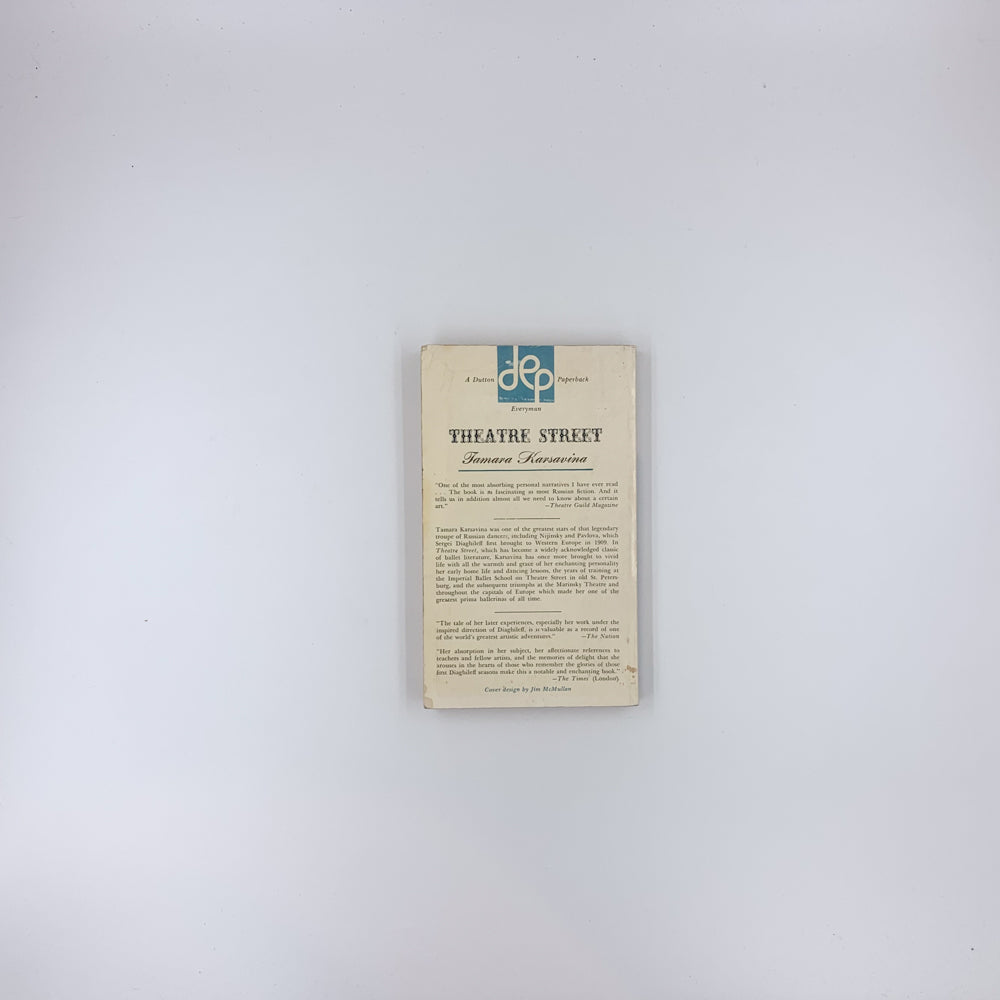 dep
A Dutton Paperback
Everyman
THEATRE STREET
Tamara Karsavina
"One of the most absorbing personal narratives I have ever read
. . . The book is as fascinating as most Russian fiction. And it
tells us in addition almost all we need to know about a certain
art." —Theatre Guild Magazine
Tamara Karsavina was one of the greatest stars of that legendary
troupe of Russian dancers, including Nijinsky and Pavlova, which
Sergei Diaghileff first brought to Western Europe in 1909. In
Theatre Street, which has become a widely acknowledged classic
of ballet literature, Karsavina has once more brought to vivid
life with all the warmth and grace of her enchanting personality
her early home life and dancing lessons, the years of training at
the Imperial Ballet School on Theatre Street in old St. Peters-
burg, and the subsequent triumphs at the Marinsky Theatre and
throughout the capitals of Europe which made her one of the
greatest prima ballerinas of all time.
"The tale of her later experiences, especially her work under the
inspired direction of Diaghileff, is invaluable as a record of one
of the world's greatest artistic adventures." —The Nation
"Her absorption in her subject, her affectionate references to
teachers and fellow artists, and the memories of delight that she
arouses in the hearts of those who remember the glories of those
first Diaghileff seasons make this a notable and enchanting book."
—The Times (London)
Cover design by Jim McMullan